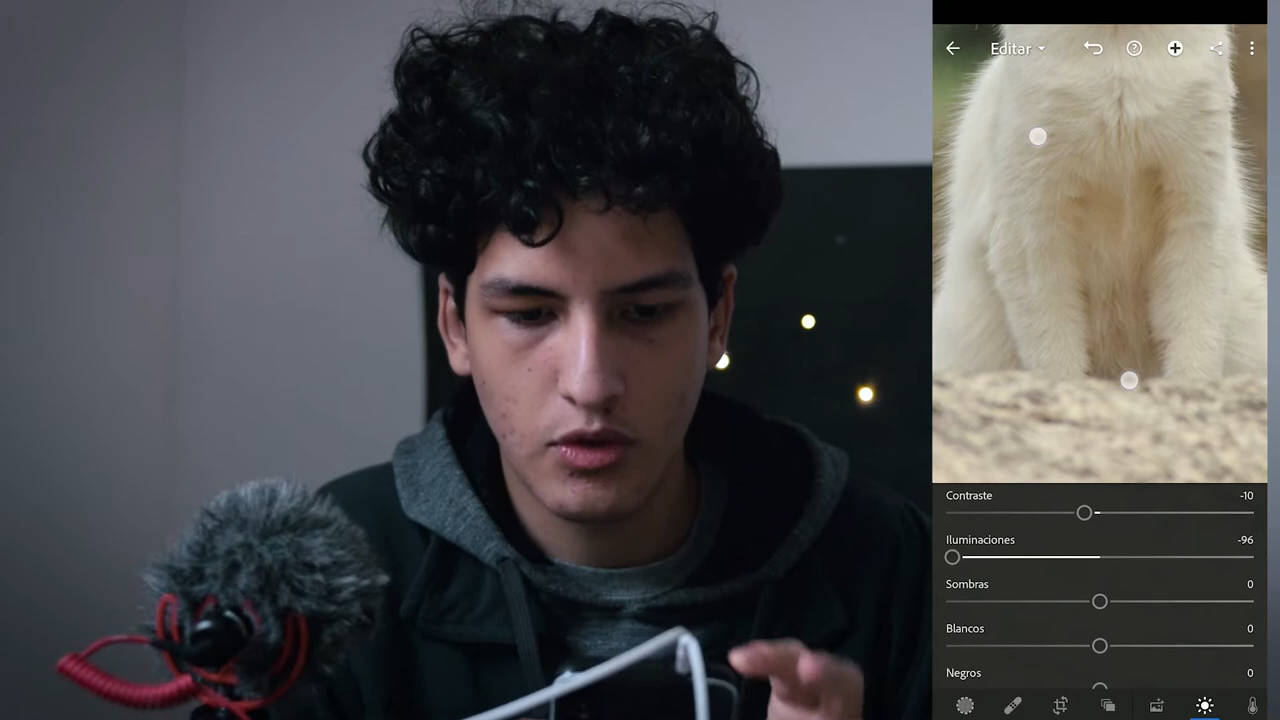 Editar
Contraste -10
Iluminaciones -96
Sombras 0
Blancos 0
Negros 0